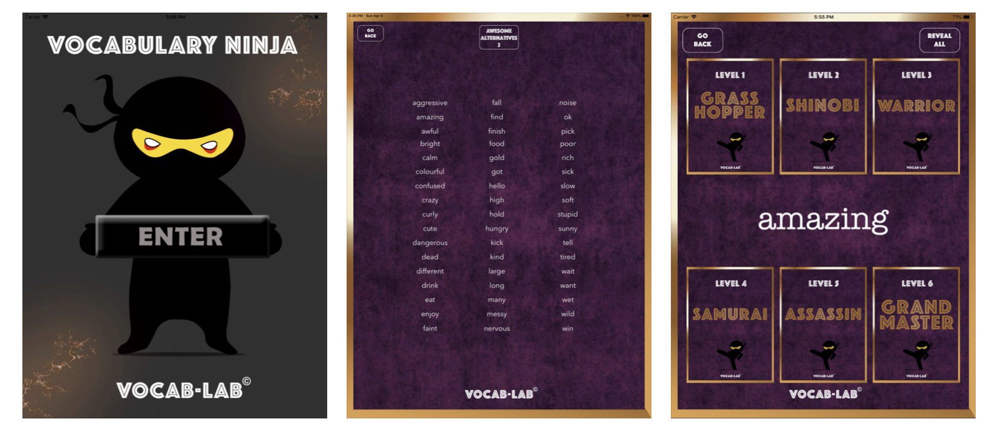 Carrier 3:06 PM 38%
VOCABULARY NINJA
ENTER
VOCAB-LAB©
5:35 PM Sun Apr 5 100%
GO
BACK
AWESOME
ALTERNATIVES
2
aggressive fall noise
amazing find ok
awful finish pick
bright food poor
calm gold rich
colourful got sick
confused hello slow
crazy high soft
curly hold stupid
cute hungry sunny
dangerous kick tell
dead kind tired
different large wait
drink long want
eat many wet
enjoy messy wild
faint nervous win
VOCAB-LAB©
Carrier 5:55 PM 71%
GO
BACK
REVEAL
ALL
LEVEL 1 LEVEL 2 LEVEL 3
GRASS
HOPPER SHINOBI WARRIOR
VOCAB-LAB© VOCAB-LAB© VOCAB-LAB©
amazing
LEVEL 4 LEVEL 5 LEVEL 6
SAMURAI ASSASSIN GRAND
MASTER
VOCAB-LAB© VOCAB-LAB© VOCAB-LAB©
VOCAB-LAB©